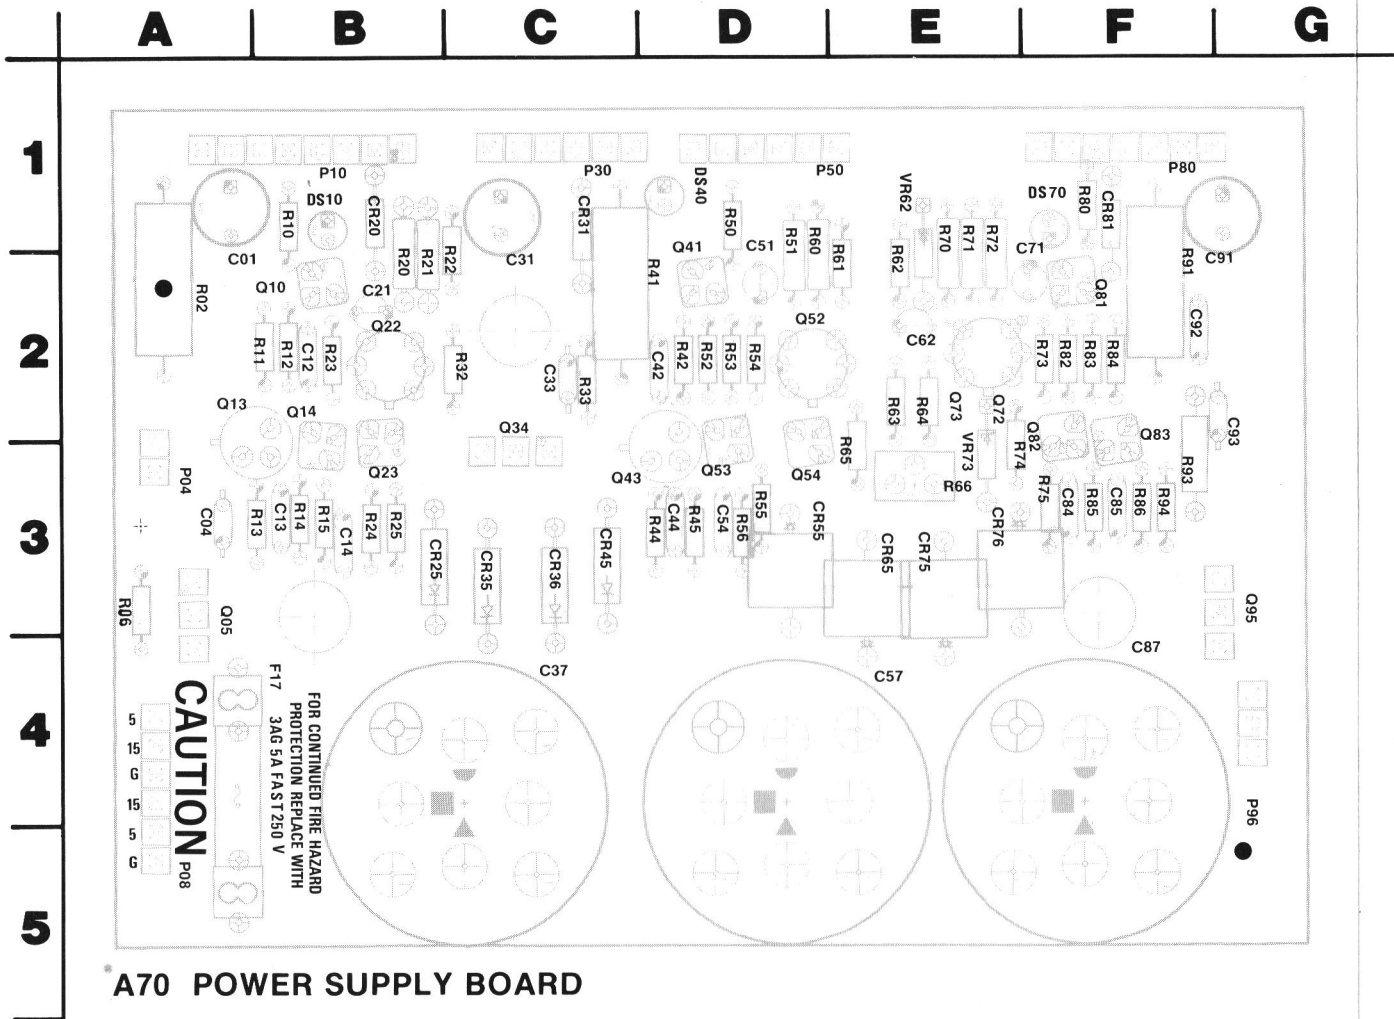 A B C D E F G
1
P10 P30 DS40 P50 VR62 P80
DS10 CR20 CR31 R50 DS70 R80 CR81
R10 R20 R21 R22 R51 R60 R61 R62 R70 R71 R72 C71
C01 C31 R41 Q41 C51 R91 C91
2
R02 Q10 C21 Q22 Q52 C62 Q81 C92
R11 R12 C12 R23 R32 C33 R33 C42 R42 R52 R53 R54 R73 R82 R83 R84
Q13 Q14 Q34 R63 R64 Q73 Q72 Q82 Q83 C93
P04 Q23 Q43 Q53 Q54 R65 R66 VR73 R74 R93
3
C04 R13 C13 R14 R15 C14 R24 R25 R44 C44 R45 C54 R56 R55 R75 C84 R85 C85 R86 R94
CR25 CR35 CR36 CR45 CR55 CR65 CR75 CR76
R06 Q05 Q95
C37 C57 C87
4
F17
CAUTION
3AG 5A FAST 250 V
FOR CONTINUED FIRE HAZARD
PROTECTION REPLACE WITH
5
15
G
15
5
G
P08
P96
5
A70 POWER SUPPLY BOARD